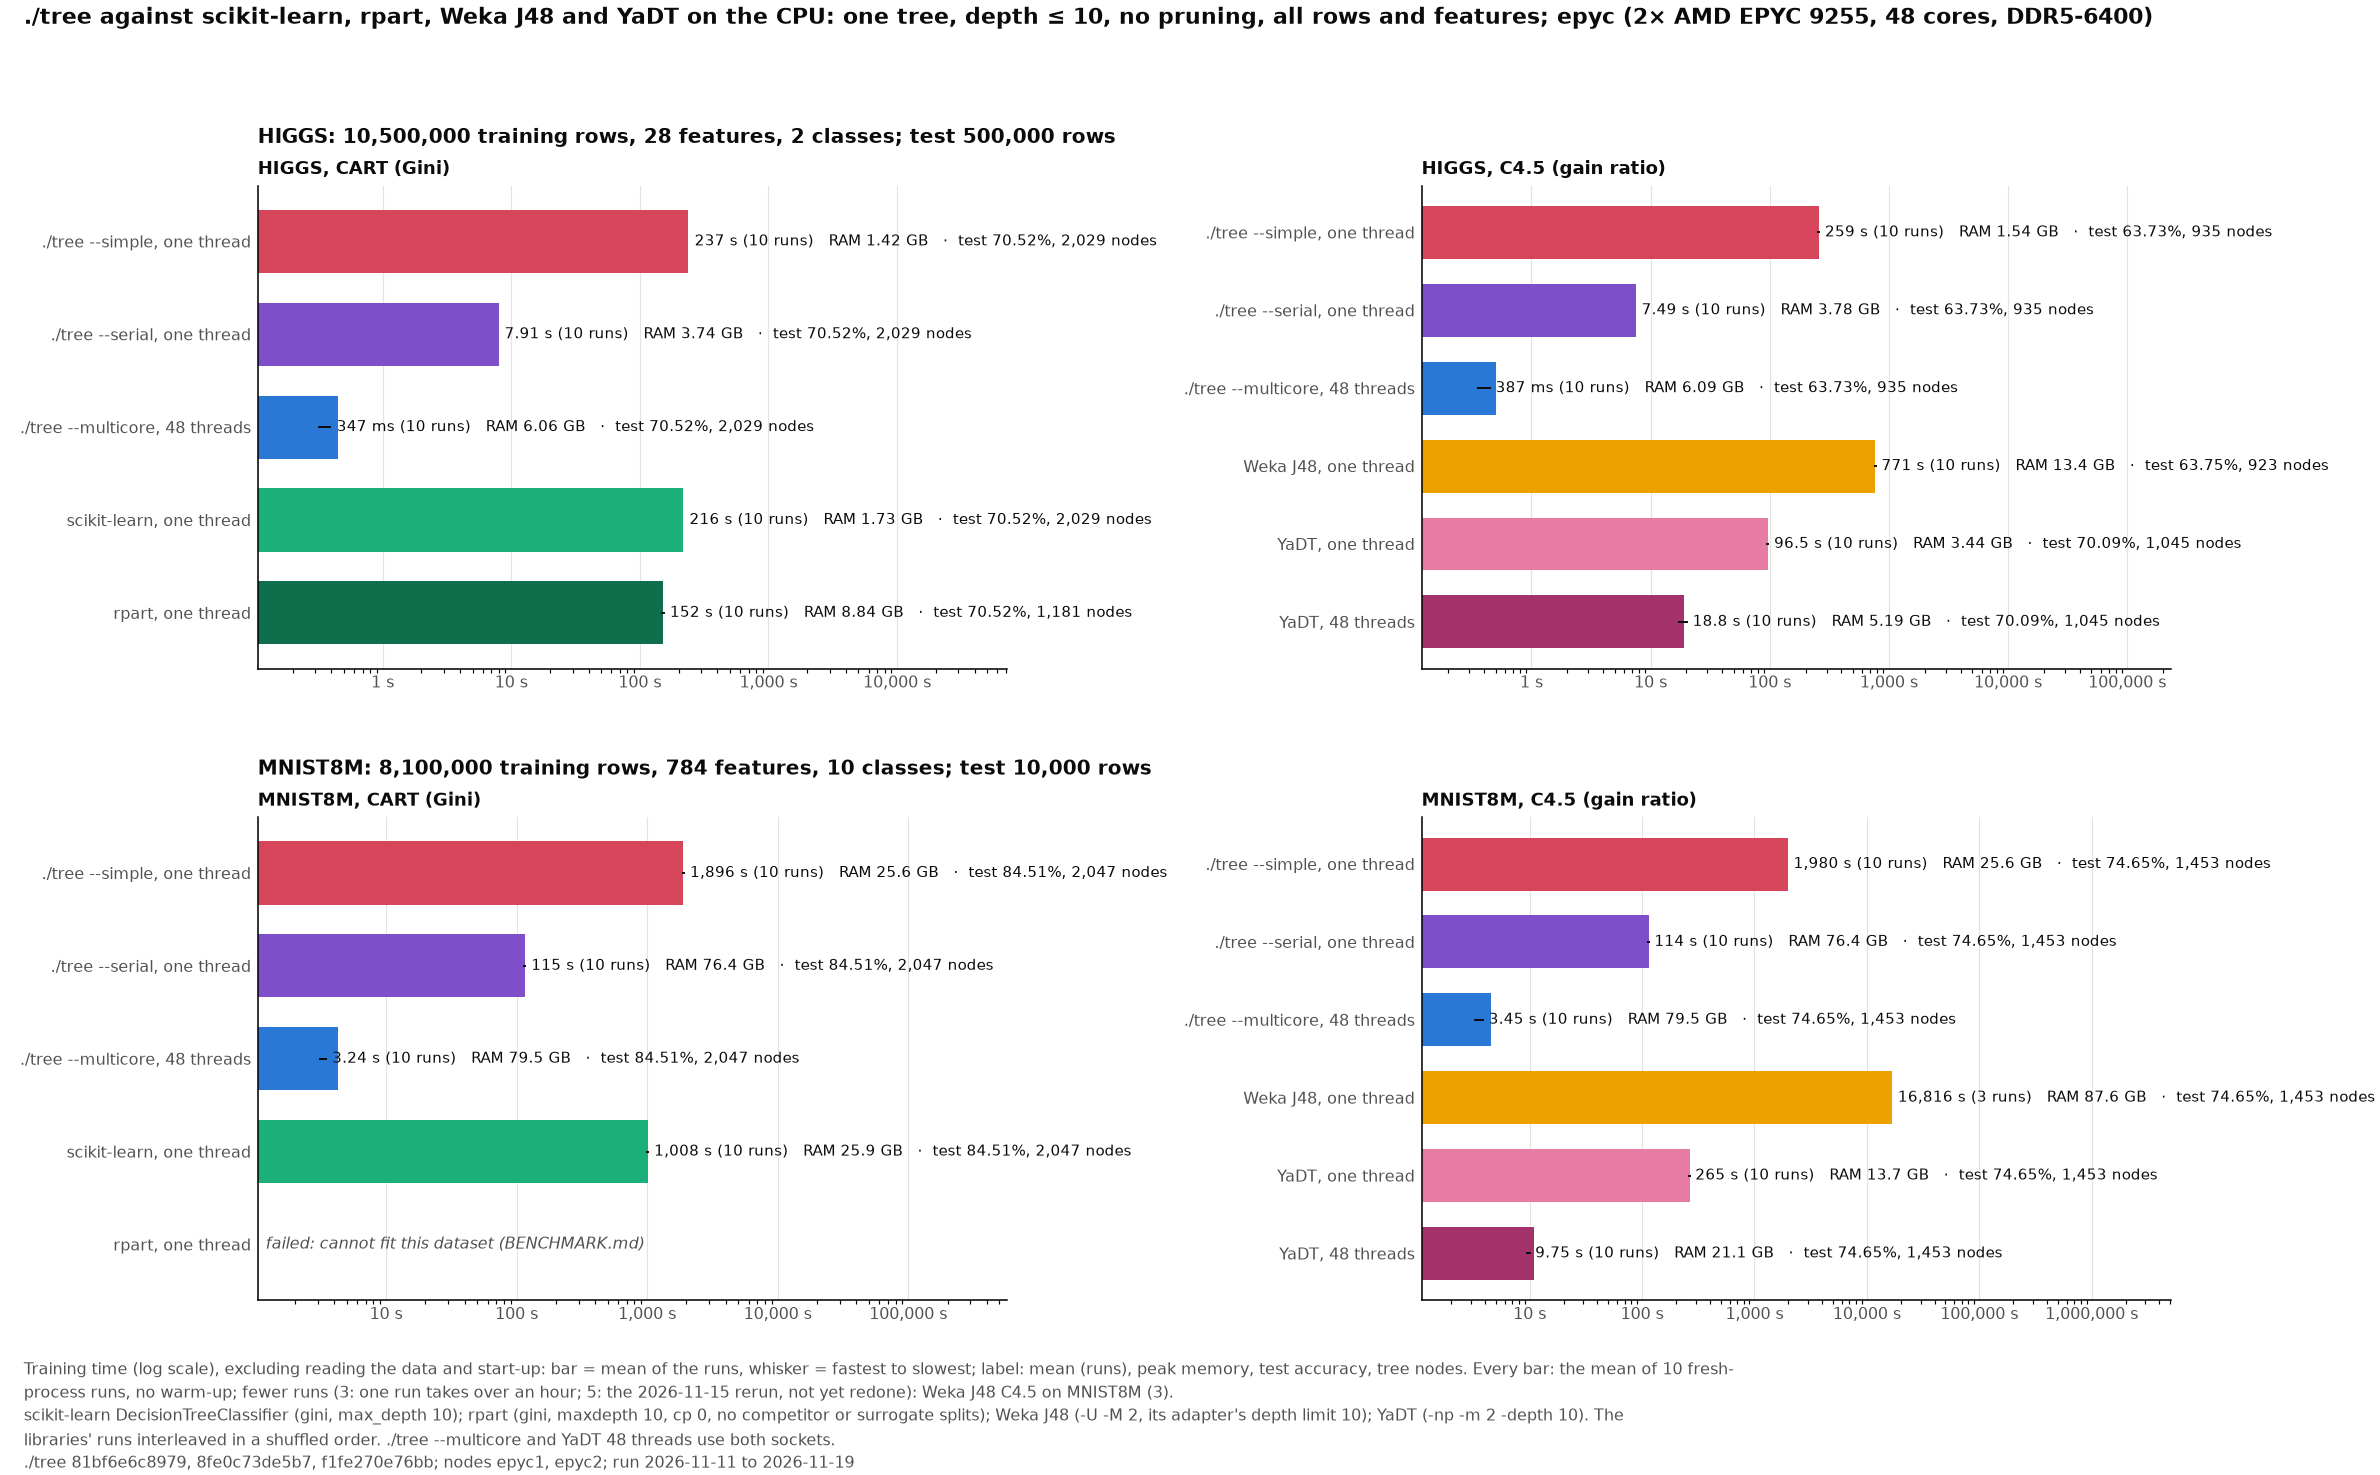 ./tree against scikit-learn, rpart, Weka J48 and YaDT on the CPU: one tree, depth ≤ 10, no pruning, all rows and features; epyc (2× AMD EPYC 9255, 48 cores, DDR5-6400)
HIGGS: 10,500,000 training rows, 28 features, 2 classes; test 500,000 rows
HIGGS, CART (Gini)
./tree --simple, one thread
237 s (10 runs)   RAM 1.42 GB   ·  test 70.52%, 2,029 nodes
./tree --serial, one thread
7.91 s (10 runs)   RAM 3.74 GB   ·  test 70.52%, 2,029 nodes
./tree --multicore, 48 threads
347 ms (10 runs)   RAM 6.06 GB   ·  test 70.52%, 2,029 nodes
scikit-learn, one thread
216 s (10 runs)   RAM 1.73 GB   ·  test 70.52%, 2,029 nodes
rpart, one thread
152 s (10 runs)   RAM 8.84 GB   ·  test 70.52%, 1,181 nodes
1 s 10 s 100 s 1,000 s 10,000 s
HIGGS, C4.5 (gain ratio)
./tree --simple, one thread
259 s (10 runs)   RAM 1.54 GB   ·  test 63.73%, 935 nodes
./tree --serial, one thread
7.49 s (10 runs)   RAM 3.78 GB   ·  test 63.73%, 935 nodes
./tree --multicore, 48 threads
387 ms (10 runs)   RAM 6.09 GB   ·  test 63.73%, 935 nodes
Weka J48, one thread
771 s (10 runs)   RAM 13.4 GB   ·  test 63.75%, 923 nodes
YaDT, one thread
96.5 s (10 runs)   RAM 3.44 GB   ·  test 70.09%, 1,045 nodes
YaDT, 48 threads
18.8 s (10 runs)   RAM 5.19 GB   ·  test 70.09%, 1,045 nodes
1 s 10 s 100 s 1,000 s 10,000 s 100,000 s
MNIST8M: 8,100,000 training rows, 784 features, 10 classes; test 10,000 rows
MNIST8M, CART (Gini)
./tree --simple, one thread
1,896 s (10 runs)   RAM 25.6 GB   ·  test 84.51%, 2,047 nodes
./tree --serial, one thread
115 s (10 runs)   RAM 76.4 GB   ·  test 84.51%, 2,047 nodes
./tree --multicore, 48 threads
3.24 s (10 runs)   RAM 79.5 GB   ·  test 84.51%, 2,047 nodes
scikit-learn, one thread
1,008 s (10 runs)   RAM 25.9 GB   ·  test 84.51%, 2,047 nodes
rpart, one thread
failed: cannot fit this dataset (BENCHMARK.md)
10 s 100 s 1,000 s 10,000 s 100,000 s
MNIST8M, C4.5 (gain ratio)
./tree --simple, one thread
1,980 s (10 runs)   RAM 25.6 GB   ·  test 74.65%, 1,453 nodes
./tree --serial, one thread
114 s (10 runs)   RAM 76.4 GB   ·  test 74.65%, 1,453 nodes
./tree --multicore, 48 threads
3.45 s (10 runs)   RAM 79.5 GB   ·  test 74.65%, 1,453 nodes
Weka J48, one thread
16,816 s (3 runs)   RAM 87.6 GB   ·  test 74.65%, 1,453 nodes
YaDT, one thread
265 s (10 runs)   RAM 13.7 GB   ·  test 74.65%, 1,453 nodes
YaDT, 48 threads
9.75 s (10 runs)   RAM 21.1 GB   ·  test 74.65%, 1,453 nodes
10 s 100 s 1,000 s 10,000 s 100,000 s 1,000,000 s
Training time (log scale), excluding reading the data and start-up: bar = mean of the runs, whisker = fastest to slowest; label: mean (runs), peak memory, test accuracy, tree nodes. Every bar: the mean of 10 fresh-
process runs, no warm-up; fewer runs (3: one run takes over an hour; 5: the 2026-11-15 rerun, not yet redone): Weka J48 C4.5 on MNIST8M (3).
scikit-learn DecisionTreeClassifier (gini, max_depth 10); rpart (gini, maxdepth 10, cp 0, no competitor or surrogate splits); Weka J48 (-U -M 2, its adapter's depth limit 10); YaDT (-np -m 2 -depth 10). The
libraries' runs interleaved in a shuffled order. ./tree --multicore and YaDT 48 threads use both sockets.
./tree 81bf6e6c8979, 8fe0c73de5b7, f1fe270e76bb; nodes epyc1, epyc2; run 2026-11-11 to 2026-11-19